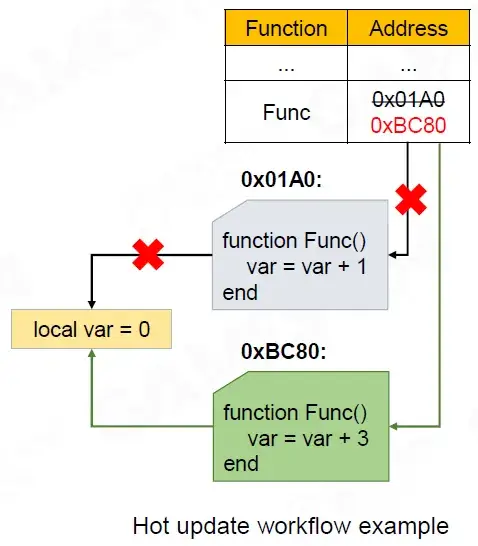 Function Address
... ...
Func 0x01A0
0xBC80
0x01A0:
function Func()
var = var + 1
end
local var = 0
0xBC80:
function Func()
var = var + 3
end
Hot update workflow example